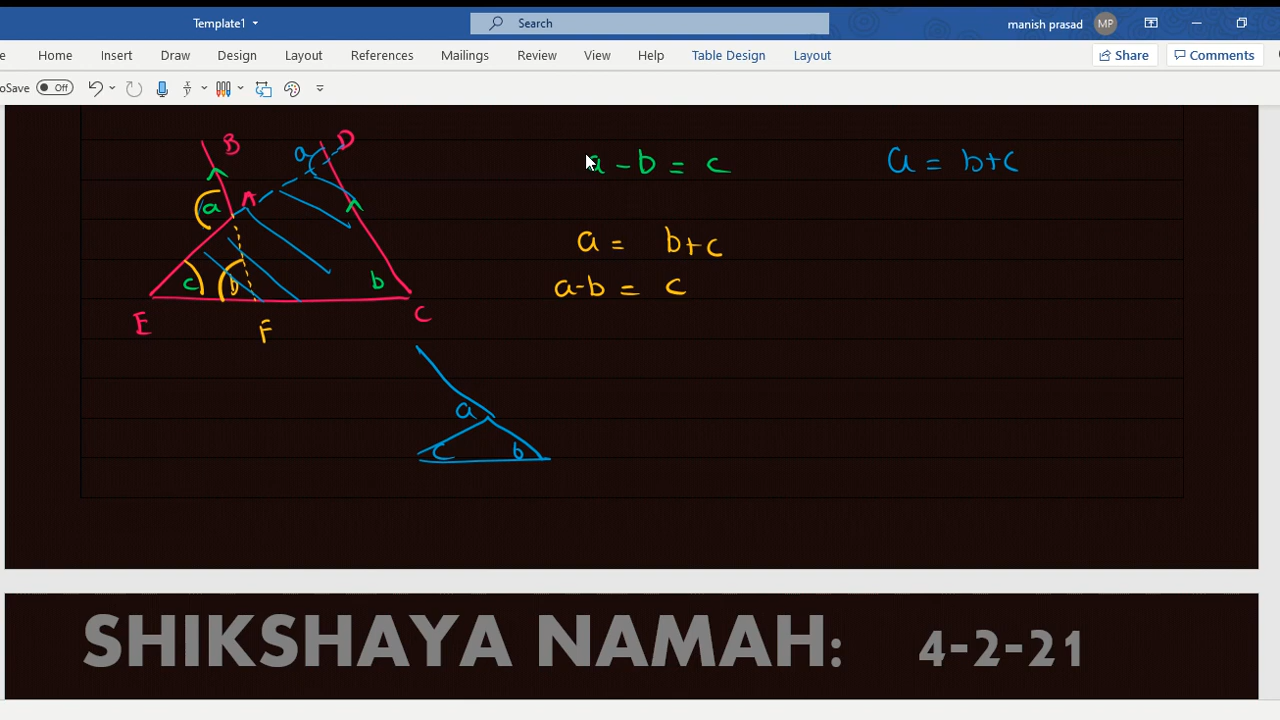 Template1
Search
manish prasad
MP
Home Insert Draw Design Layout References Mailings Review View Help Table Design Layout Share Comments
oSave Off
B
D
a
a - b = c
a = b+c
A
a
a = b+c
c
b
b
a-b = c
E
C
F
a
c
b
SHIKSHAYA NAMAH: 4-2-21